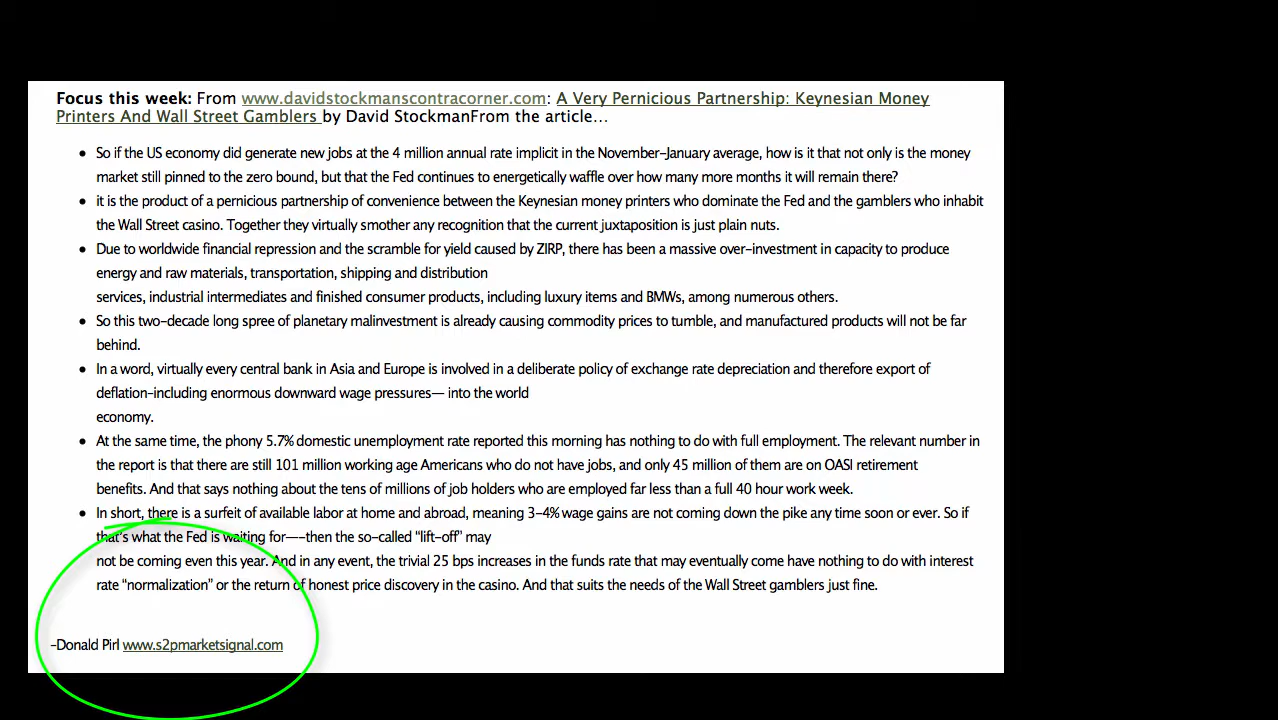 Focus this week: From www.davidstockmanscontracorner.com: A Very Pernicious Partnership: Keynesian Money
Printers And Wall Street Gamblers by David StockmanFrom the article…
• So if the US economy did generate new jobs at the 4 million annual rate implicit in the November–January average, how is it that not only is the money
market still pinned to the zero bound, but that the Fed continues to energetically waffle over how many more months it will remain there?
• it is the product of a pernicious partnership of convenience between the Keynesian money printers who dominate the Fed and the gamblers who inhabit
the Wall Street casino. Together they virtually smother any recognition that the current juxtaposition is just plain nuts.
• Due to worldwide financial repression and the scramble for yield caused by ZIRP, there has been a massive over–investment in capacity to produce
energy and raw materials, transportation, shipping and distribution
services, industrial intermediates and finished consumer products, including luxury items and BMWs, among numerous others.
• So this two–decade long spree of planetary malinvestment is already causing commodity prices to tumble, and manufactured products will not be far
behind.
• In a word, virtually every central bank in Asia and Europe is involved in a deliberate policy of exchange rate depreciation and therefore export of
deflation–including enormous downward wage pressures— into the world
economy.
• At the same time, the phony 5.7% domestic unemployment rate reported this morning has nothing to do with full employment. The relevant number in
the report is that there are still 101 million working age Americans who do not have jobs, and only 45 million of them are on OASI retirement
benefits. And that says nothing about the tens of millions of job holders who are employed far less than a full 40 hour work week.
• In short, there is a surfeit of available labor at home and abroad, meaning 3–4% wage gains are not coming down the pike any time soon or ever. So if
that's what the Fed is waiting for—–then the so–called “lift–off” may
not be coming even this year. And in any event, the trivial 25 bps increases in the funds rate that may eventually come have nothing to do with interest
rate “normalization” or the return of honest price discovery in the casino. And that suits the needs of the Wall Street gamblers just fine.
–Donald Pirl www.s2pmarketsignal.com